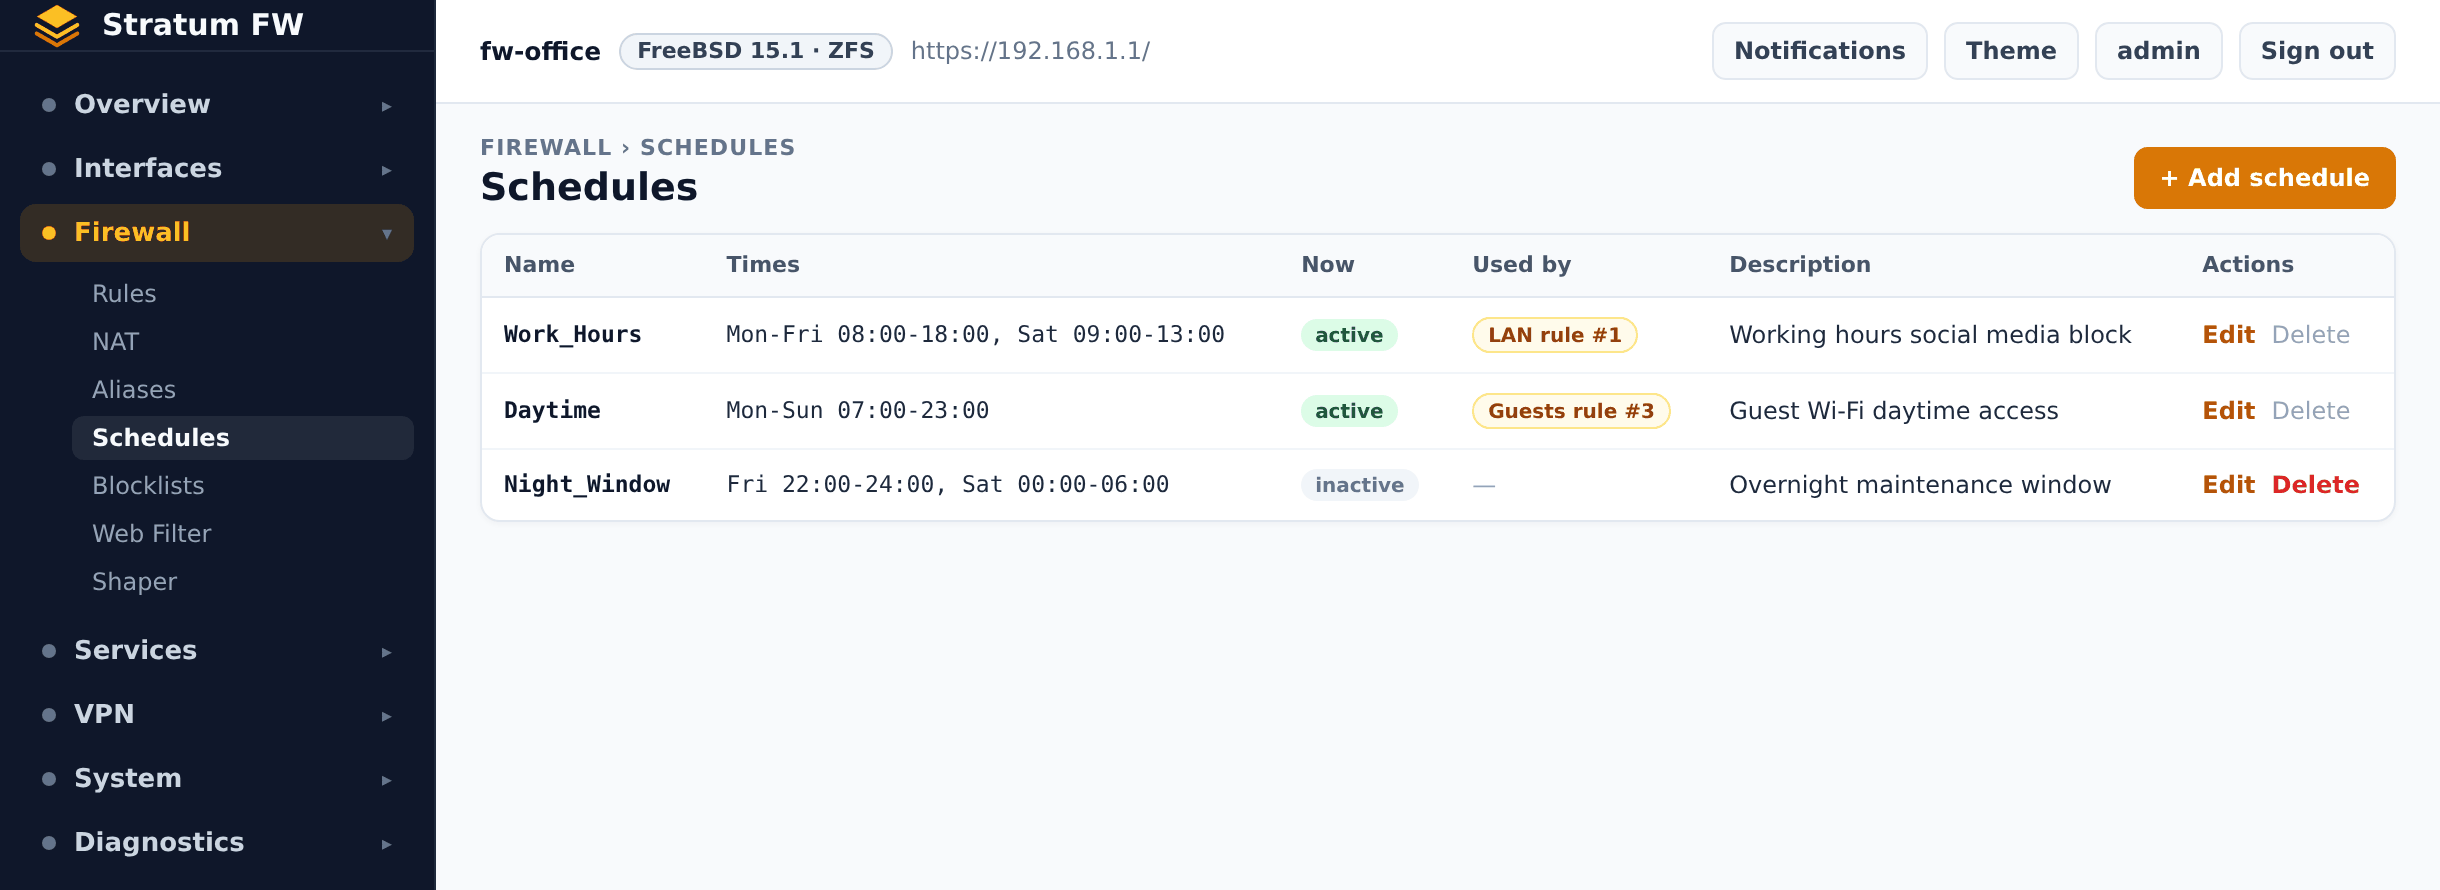 Stratum FW
Overview
Interfaces
Firewall
Rules
NAT
Aliases
Schedules
Blocklists
Web Filter
Shaper
Services
VPN
System
Diagnostics
fw-office FreeBSD 15.1 · ZFS https://192.168.1.1/ Notifications Theme admin Sign out
FIREWALL › SCHEDULES
Schedules
+ Add schedule
Name Times Now Used by Description Actions
Work_Hours Mon-Fri 08:00-18:00, Sat 09:00-13:00 active LAN rule #1 Working hours social media block Edit Delete
Daytime Mon-Sun 07:00-23:00 active Guests rule #3 Guest Wi-Fi daytime access Edit Delete
Night_Window Fri 22:00-24:00, Sat 00:00-06:00 inactive — Overnight maintenance window Edit Delete